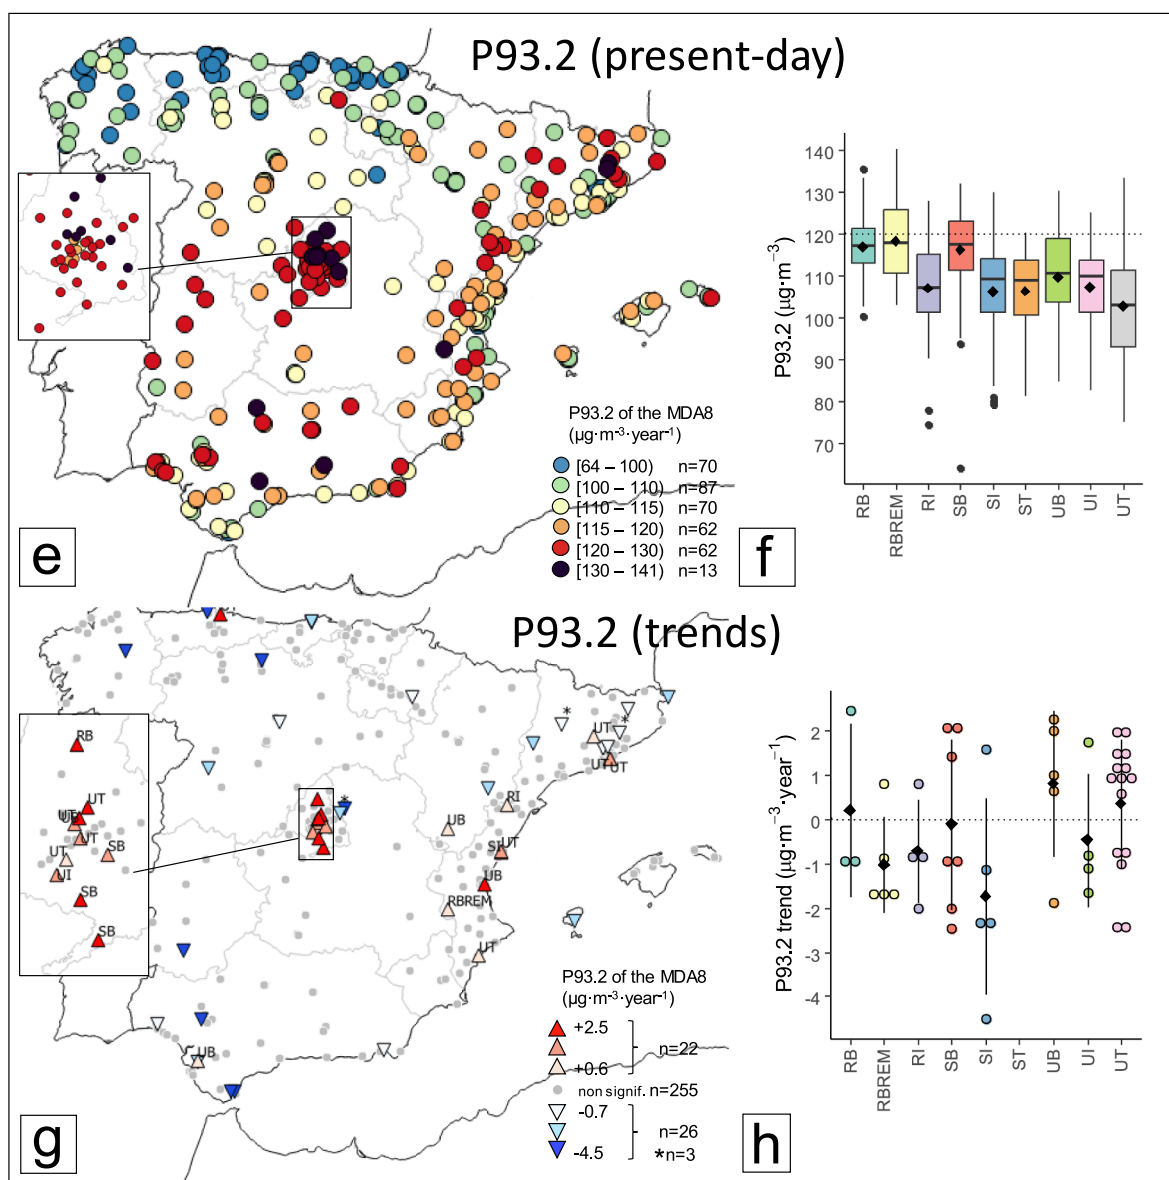 P93.2 (present-day)
P93.2 of the MDA8
(µg·m⁻³·year⁻¹)
[64 – 100) n=70
[100 – 110) n=87
[110 – 115) n=70
[115 – 120) n=62
[120 – 130) n=62
[130 – 141) n=13
e
P93.2 (µg·m⁻³)
140
130
120
110
100
90
80
70
RB
RBREM
RI
SB
SI
ST
UB
UI
UT
f
P93.2 (trends)
*
*
*
UT
UT
UT
RI
UB
UT
UB
RBREM
UT
UB
RB
UT
UT
UT
SB
UT
UI
SB
SB
P93.2 of the MDA8
(µg·m⁻³·year⁻¹)
+2.5
+0.6
n=22
non signif. n=255
-0.7
-4.5
n=26
*n=3
g
P93.2 trend (µg·m⁻³·year⁻¹)
2
1
0
-1
-2
-3
-4
RB
RBREM
RI
SB
SI
ST
UB
UI
UT
h